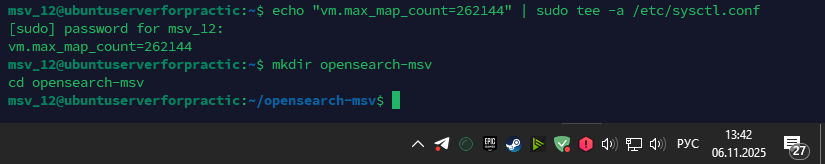 msv_12@ubuntuserverforpractic:~$ echo "vm.max_map_count=262144" | sudo tee -a /etc/sysctl.conf
[sudo] password for msv_12:
vm.max_map_count=262144
msv_12@ubuntuserverforpractic:~$ mkdir opensearch-msv
cd opensearch-msv
msv_12@ubuntuserverforpractic:~/opensearch-msv$
EPIC
РУС
13:42
06.11.2025
27